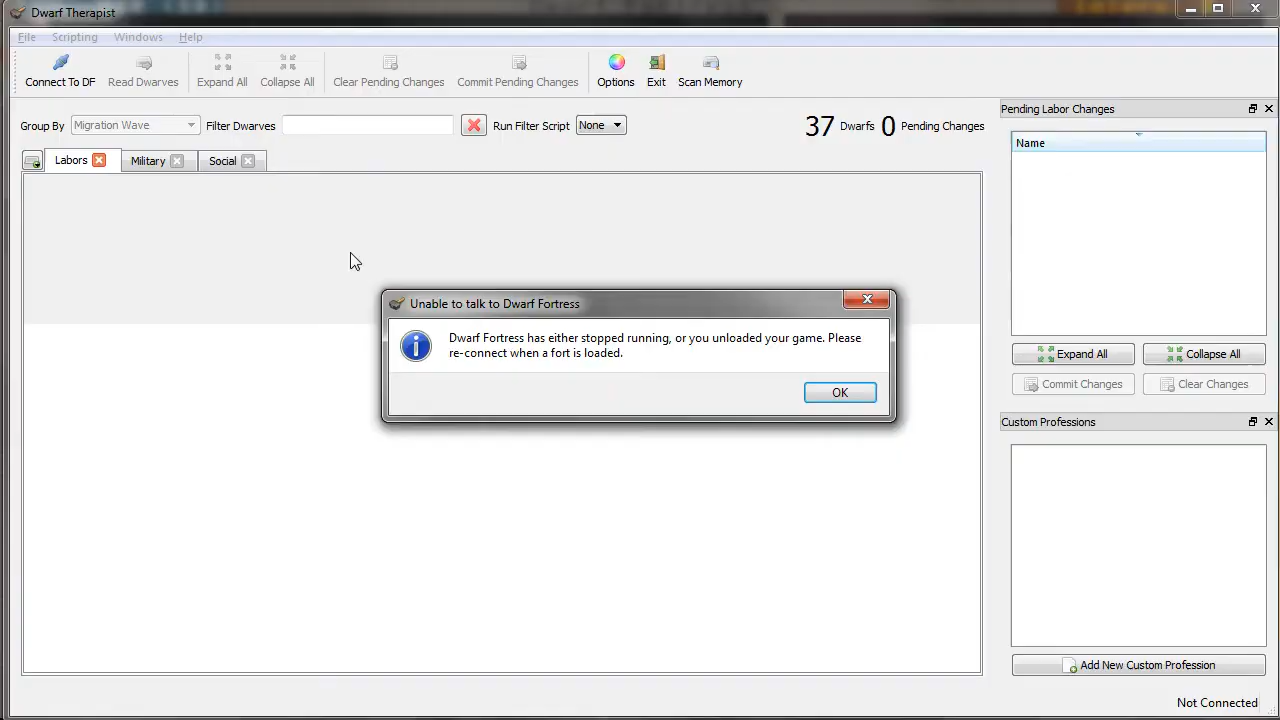 Dwarf Therapist
File Scripting Windows Help
Connect To DF Read Dwarves Expand All Collapse All Clear Pending Changes Commit Pending Changes Options Exit Scan Memory
Group By Migration Wave Filter Dwarves Run Filter Script None 37 Dwarfs 0 Pending Changes
Labors Military Social
Unable to talk to Dwarf Fortress
Dwarf Fortress has either stopped running, or you unloaded your game. Please
re-connect when a fort is loaded.
OK
Pending Labor Changes
Name
Expand All Collapse All
Commit Changes Clear Changes
Custom Professions
Add New Custom Profession
Not Connected